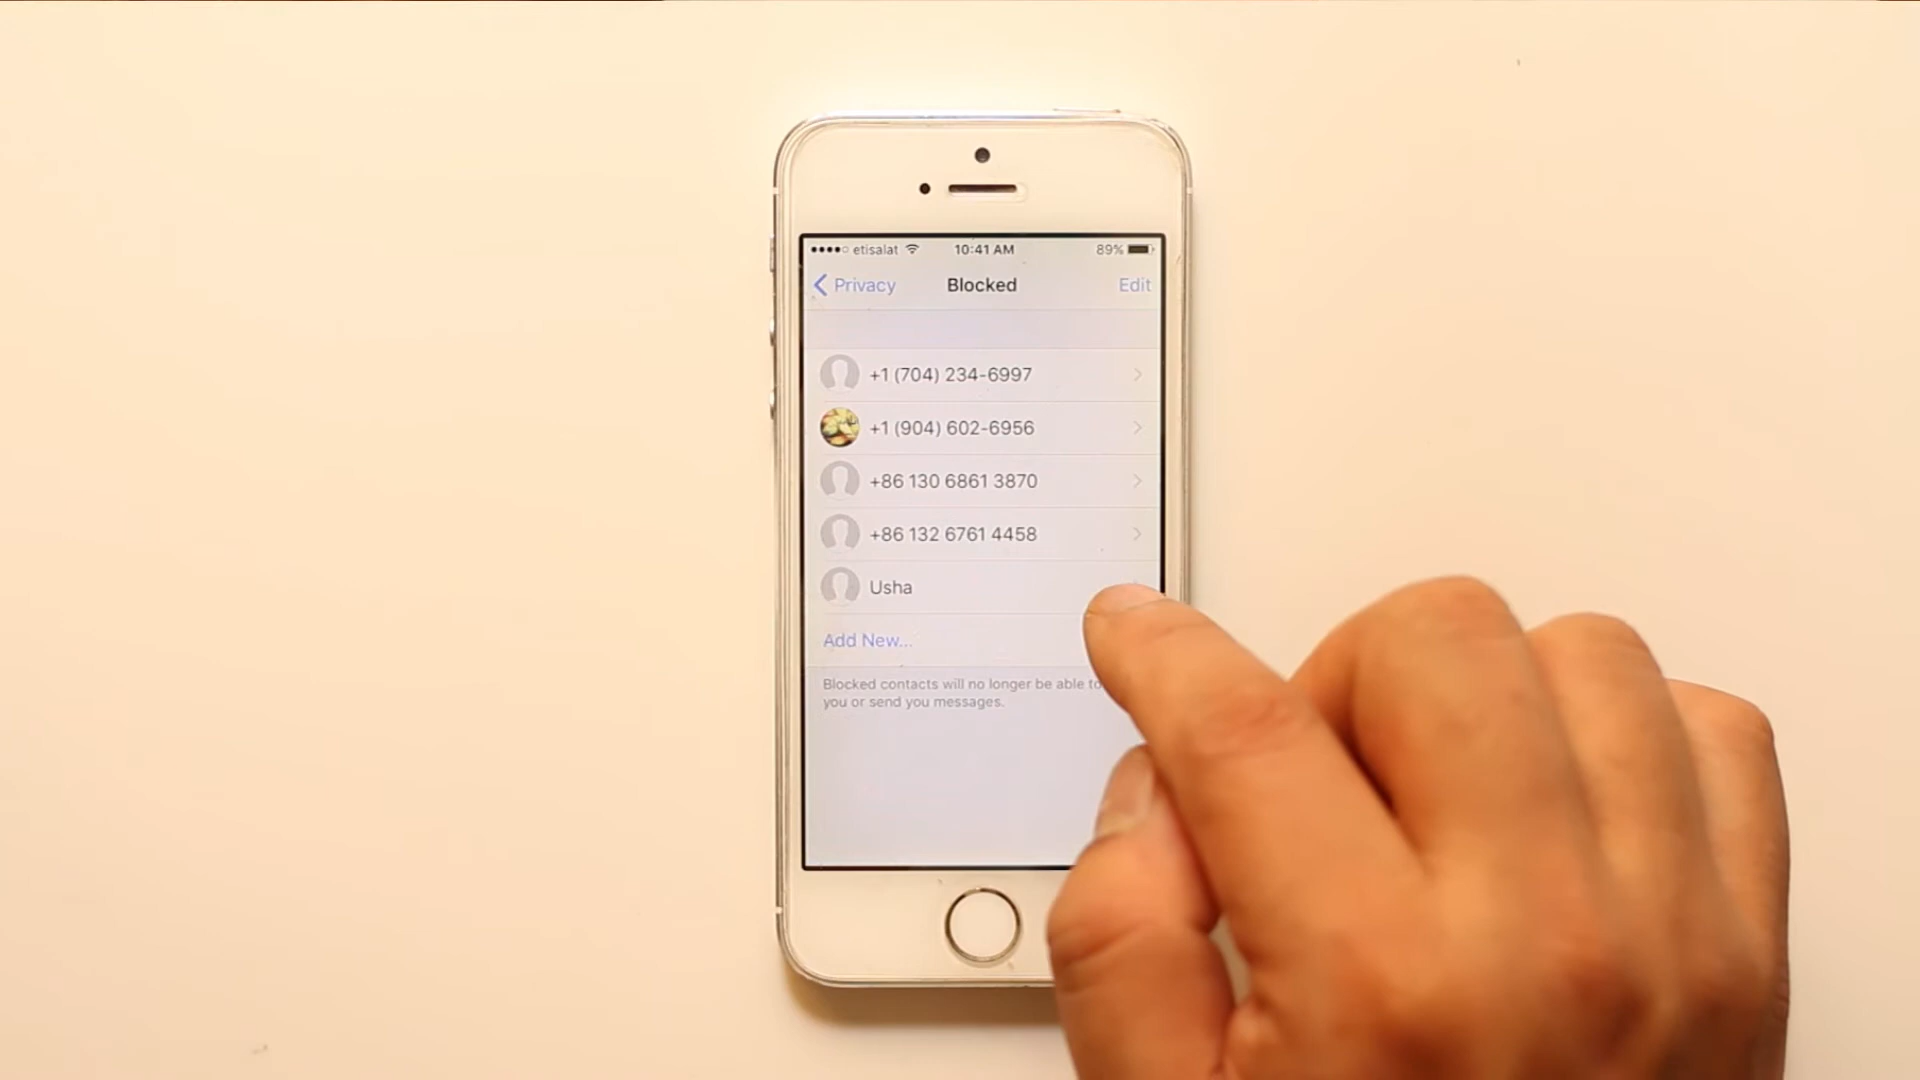 etisalat 10:41 AM 89%
Privacy Blocked Edit
+1 (704) 234-6997
+1 (904) 602-6956
+86 130 6861 3870
+86 132 6761 4458
Usha
Add New...
Blocked contacts will no longer be able to
you or send you messages.